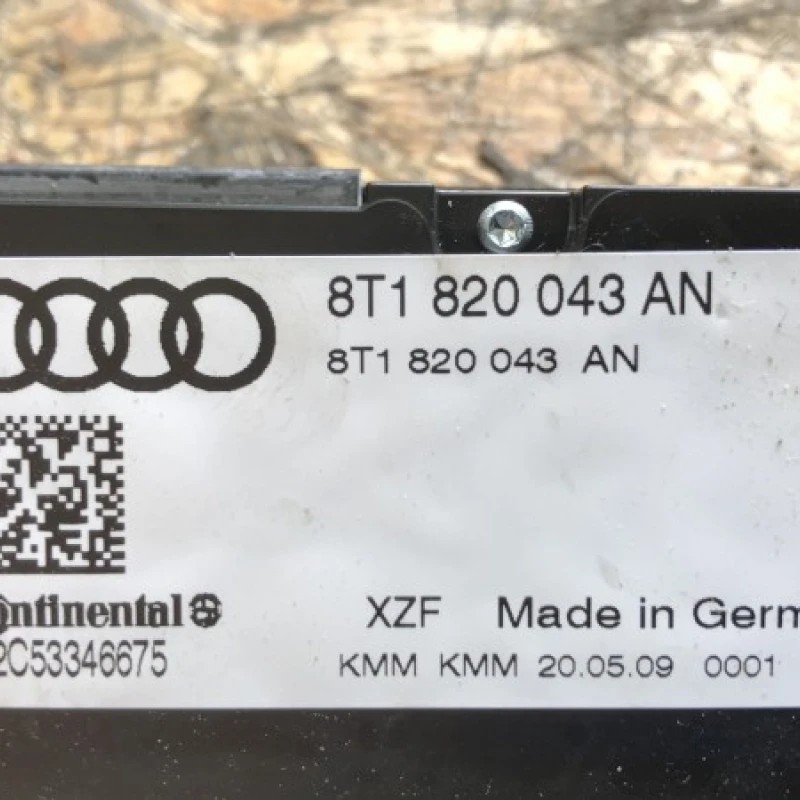 8T1 820 043 AN
8T1 820 043 AN
Continental
2C53346675
XZF Made in Germ
KMM KMM 20.05.09 0001